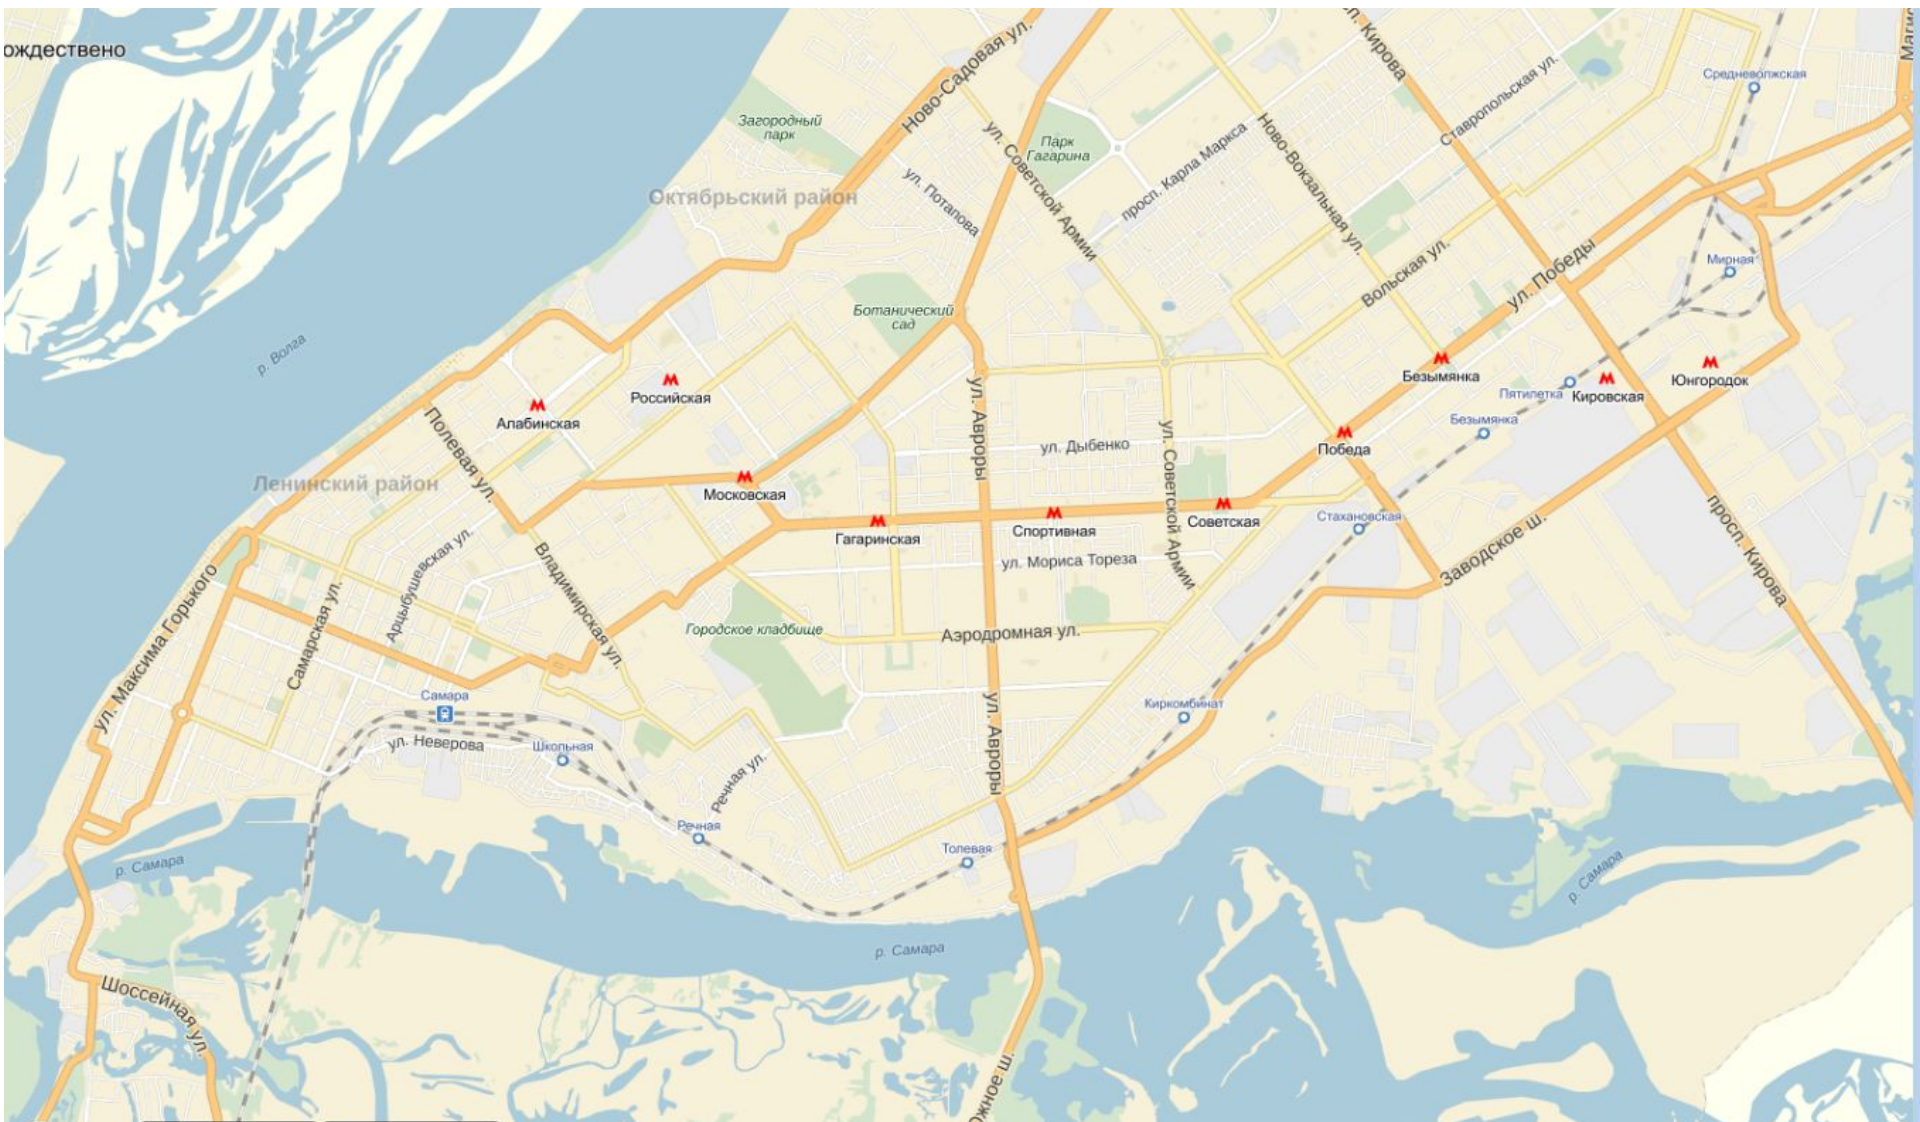 ождествено
Ново-Садовая ул.
сп. Кирова
Ставропольская ул.
Средневолжская
Загородный
парк
Парк
Гагарина
ул. Советской Армии
просп. Карла Маркса
Ново-Вокзальная ул.
Октябрьский район
ул. Потапова
Вольская ул.
ул. Победы
Мирная
Ботанический
сад
р. Волга
Российская
Алабинская
Безымянка
Пятилетка
Кировская
Юнгородок
Безымянка
Полевая ул.
ул. Авроры
ул. Дыбенко
ул. Советской Армии
Победа
Ленинский район
Московская
Гагаринская
Спортивная
Советская
Стахановская
Заводское ш.
просп. Кирова
Арцыбушевская ул.
Владимирская ул.
ул. Мориса Тореза
ул. Максима Горького
Самарская ул.
Городское кладбище
Аэродромная ул.
Самара
ул. Неверова
Школьная
Речная ул.
ул. Авроры
Киркомбинат
Речная
Толевая
р. Самара
р. Самара
р. Самара
Шоссейная ул.
Южное ш.